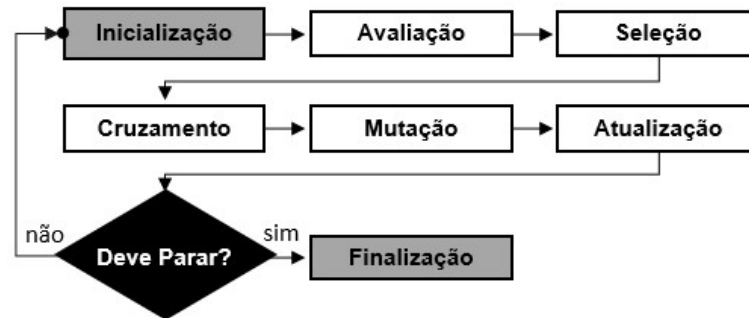 Inicialização
Avaliação
Seleção
Cruzamento
Mutação
Atualização
não
Deve Parar?
sim
Finalização